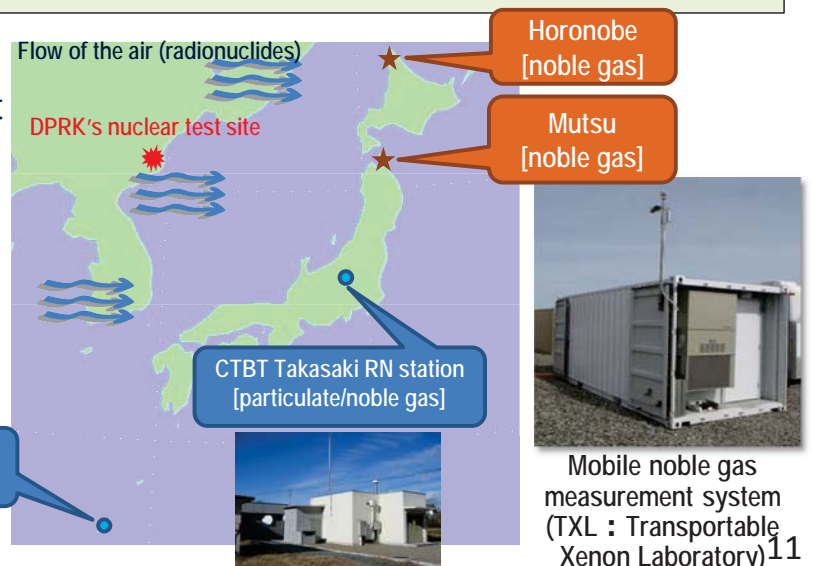 Flow of the air (radionuclides)
DPRK's nuclear test site
Horonobe
[noble gas]
Mutsu
[noble gas]
CTBT Takasaki RN station
[particulate/noble gas]
Mobile noble gas
measurement system
(TXL : Transportable
Xenon Laboratory)
11